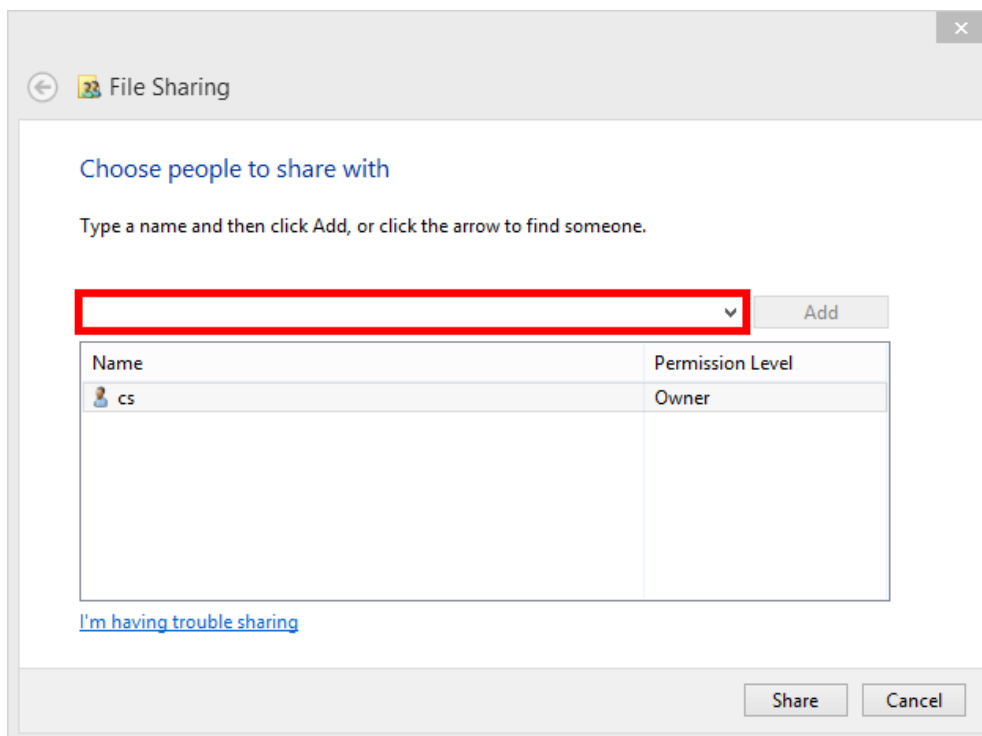 File Sharing
Choose people to share with
Type a name and then click Add, or click the arrow to find someone.
Add
Name Permission Level
cs Owner
I'm having trouble sharing
Share Cancel